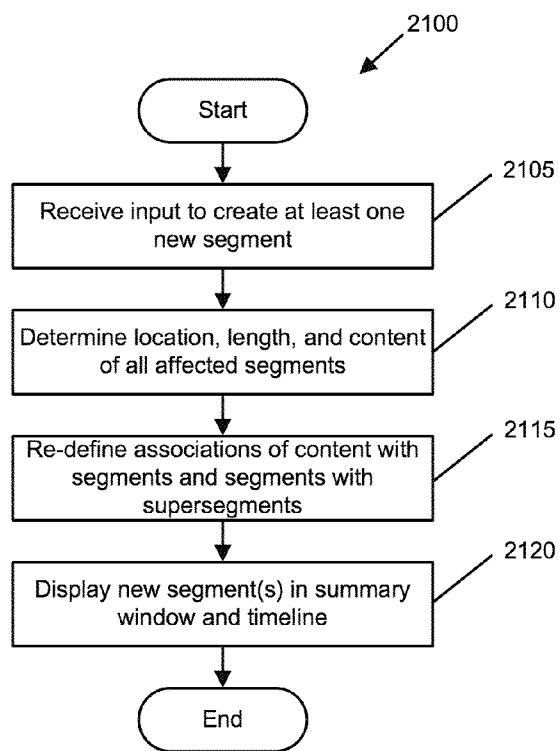 2100
Start
2105
Receive input to create at least one
new segment
2110
Determine location, length, and content
of all affected segments
2115
Re-define associations of content with
segments and segments with
supersegments
2120
Display new segment(s) in summary
window and timeline
End